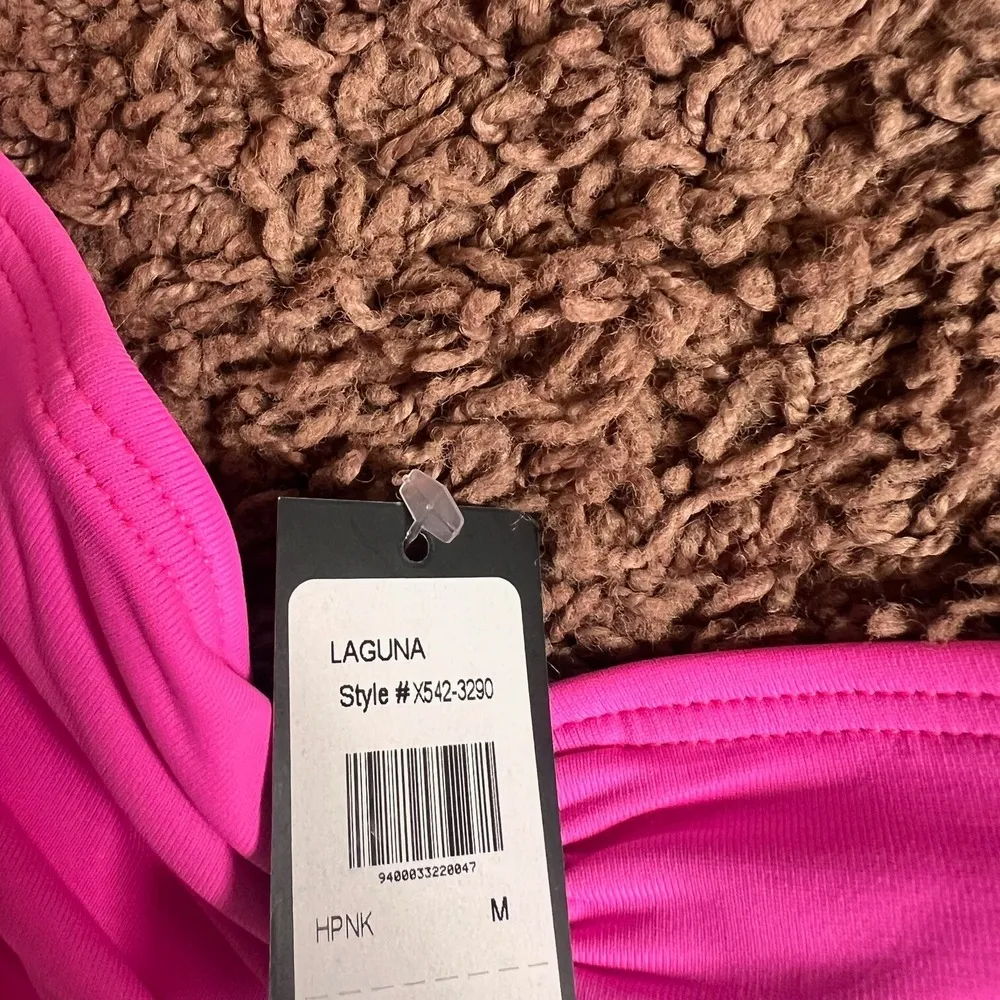 LAGUNA
Style # X542-3290
9400033220047
HPNK M